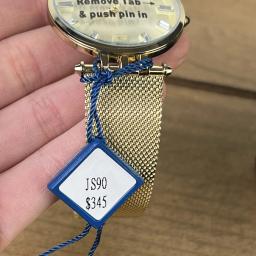 Remove Tab →
& push pin in
JS90
$345